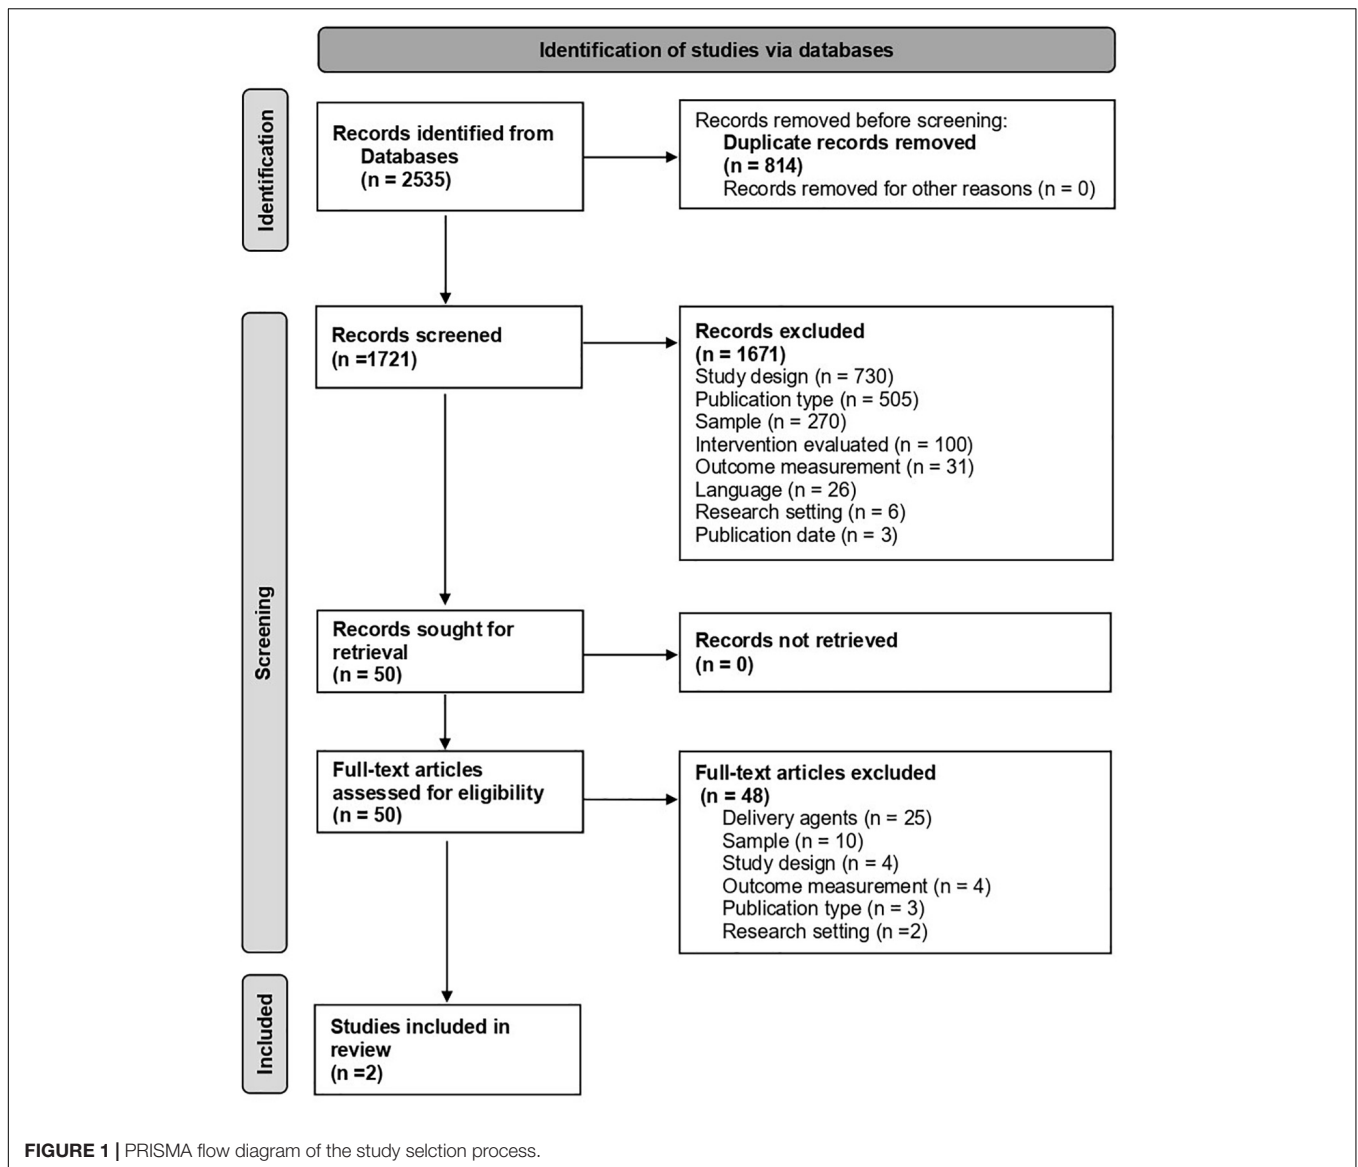 Identification of studies via databases
Identification
Records identified from
Databases
(n = 2535)
Records removed before screening:
Duplicate records removed
(n = 814)
Records removed for other reasons (n = 0)
Screening
Records screened
(n =1721)
Records excluded
(n = 1671)
Study design (n = 730)
Publication type (n = 505)
Sample (n = 270)
Intervention evaluated (n = 100)
Outcome measurement (n = 31)
Language (n = 26)
Research setting (n = 6)
Publication date (n = 3)
Records sought for
retrieval
(n = 50)
Records not retrieved
(n = 0)
Full-text articles
assessed for eligibility
(n = 50)
Full-text articles excluded
(n = 48)
Delivery agents (n = 25)
Sample (n = 10)
Study design (n = 4)
Outcome measurement (n = 4)
Publication type (n = 3)
Research setting (n =2)
Included
Studies included in
review
(n =2)
FIGURE 1 | PRISMA flow diagram of the study selction process.